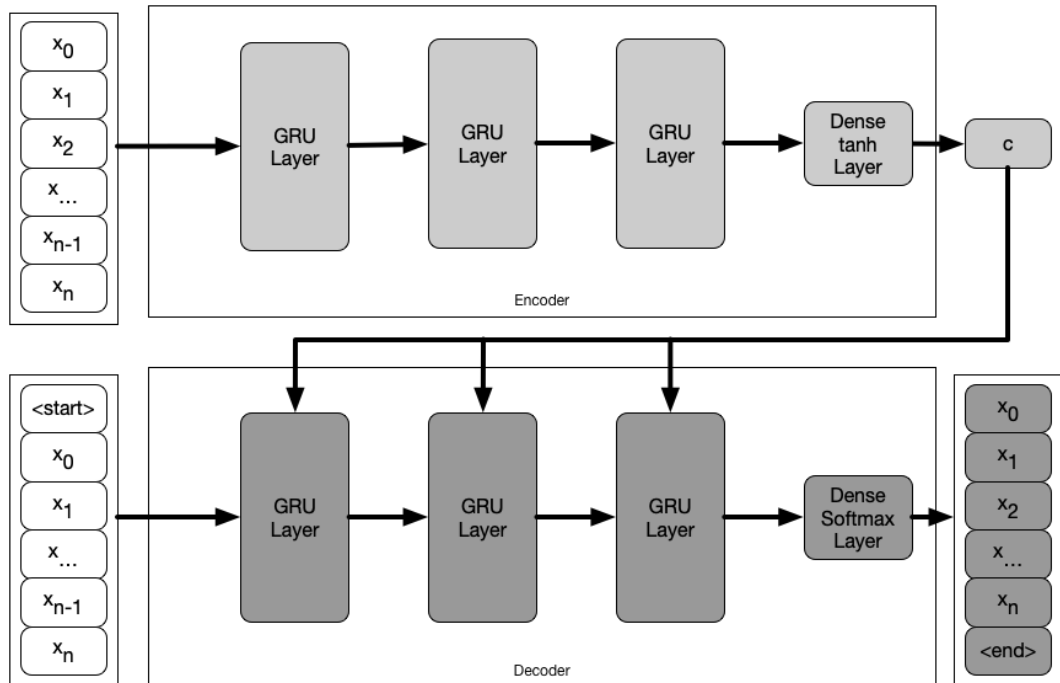 x0
x1
x2
x...
xn-1
xn
GRU
Layer
GRU
Layer
GRU
Layer
Dense
tanh
Layer
c
Encoder
<start>
x0
x1
x...
xn-1
xn
GRU
Layer
GRU
Layer
GRU
Layer
Dense
Softmax
Layer
x0
x1
x2
x...
xn
<end>
Decoder